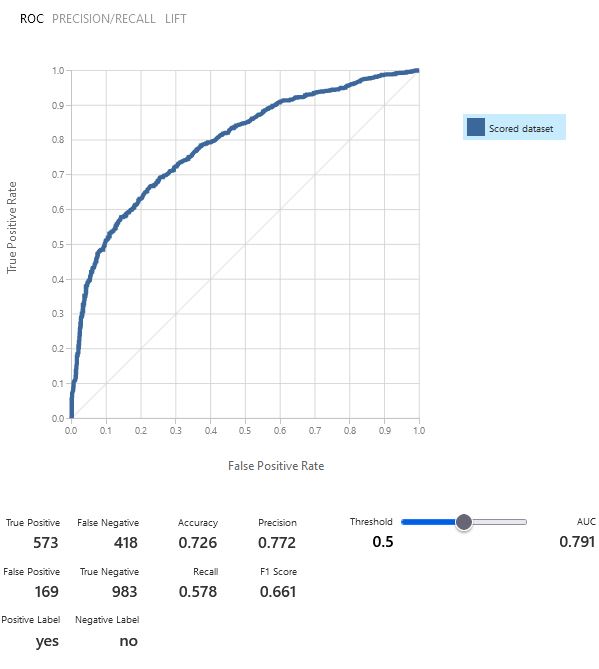 ROC PRECISION/RECALL LIFT
1.0
0.9
Scored dataset
0.8
0.7
0.6
0.5
0.4
0.3
0.2
0.1
0.0
True Positive Rate
0.0 0.1 0.2 0.3 0.4 0.5 0.6 0.7 0.8 0.9 1.0
False Positive Rate
True Positive False Negative Accuracy Precision Threshold AUC
573 418 0.726 0.772 0.5 0.791
False Positive True Negative Recall F1 Score
169 983 0.578 0.661
Positive Label Negative Label
yes no